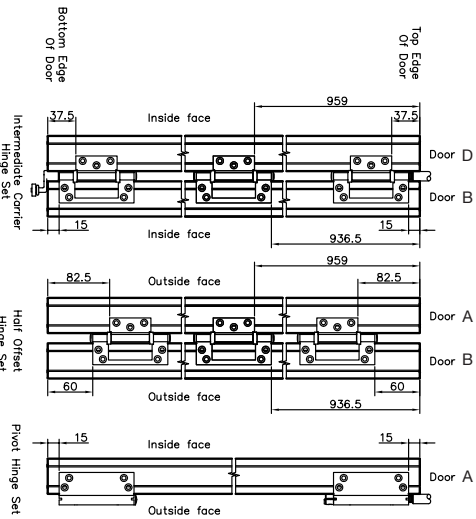 Bottom Edge
Of Door
Top Edge
Of Door
959
37.5
Inside face
37.5
Door D
Door B
Intermediate Carrier
Hinge Set
15
Inside face
15
936.5
959
82.5
Outside face
82.5
Door A
Door B
Half Offset
Hinge Set
60
Outside face
60
936.5
15
Inside face
15
Door A
Pivot Hinge Set
Outside face